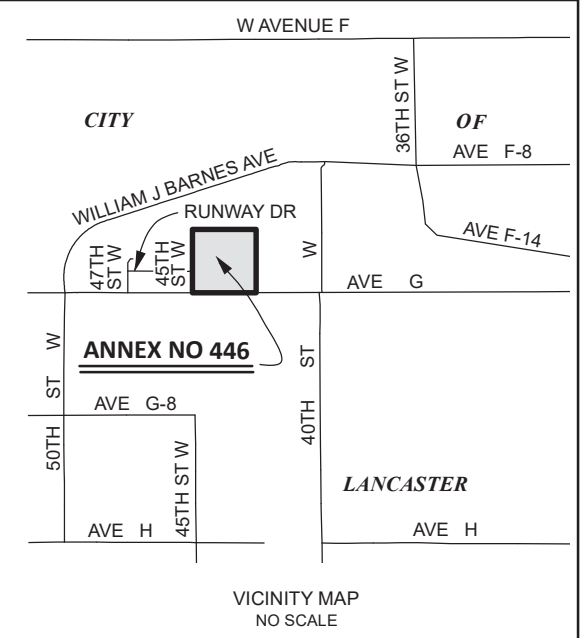 W AVENUE F
CITY
36TH ST W
OF
AVE F-8
WILLIAM J BARNES AVE
RUNWAY DR
AVE F-14
47TH
ST W
45TH
ST W
W
AVE G
ANNEX NO 446
50TH ST W
40TH ST
AVE G-8
45TH ST W
LANCASTER
AVE H
AVE H
VICINITY MAP
NO SCALE